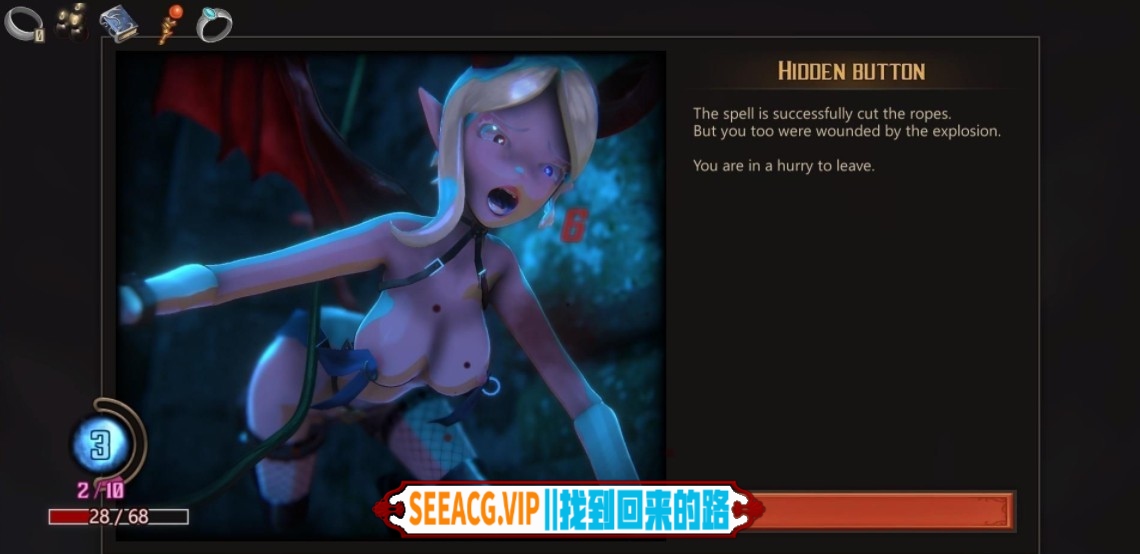 HIDDEN BUTTON
The spell is successfully cut the ropes.
But you too were wounded by the explosion.
You are in a hurry to leave.
6
3
2/10
28/68
SEEACG.VIP||找到回来的路